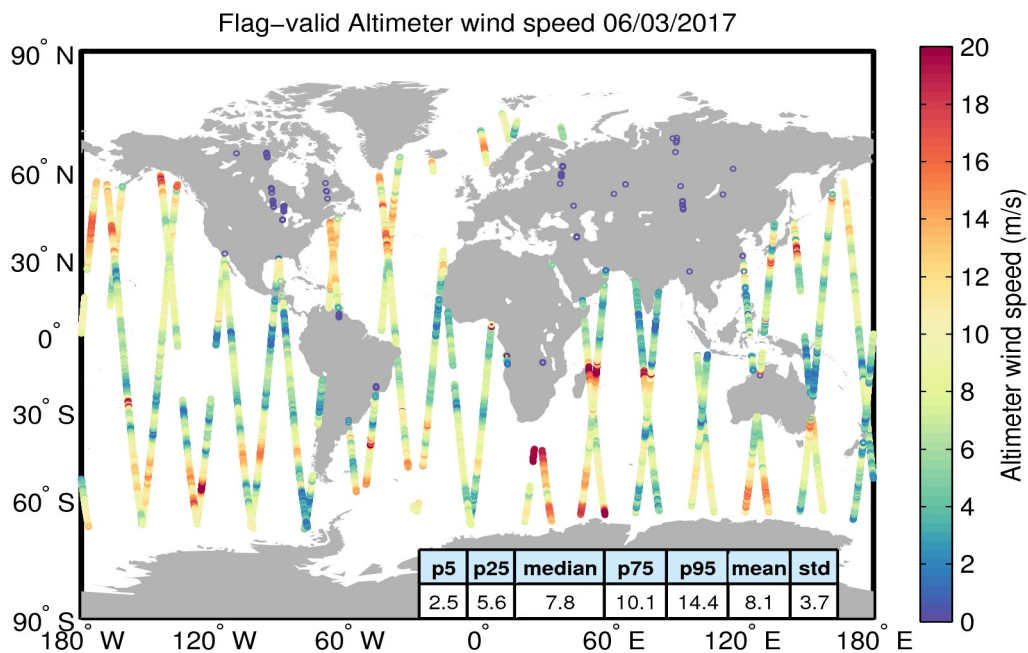 Flag−valid Altimeter wind speed 06/03/2017
90° N
60° N
30° N
0°
30° S
60° S
90° S
180° W
120° W
60° W
0°
60° E
120° E
180° E
p5 p25 median p75 p95 mean std
2.5 5.6 7.8 10.1 14.4 8.1 3.7
20
18
16
14
12
10
8
6
4
2
0
Altimeter wind speed (m/s)